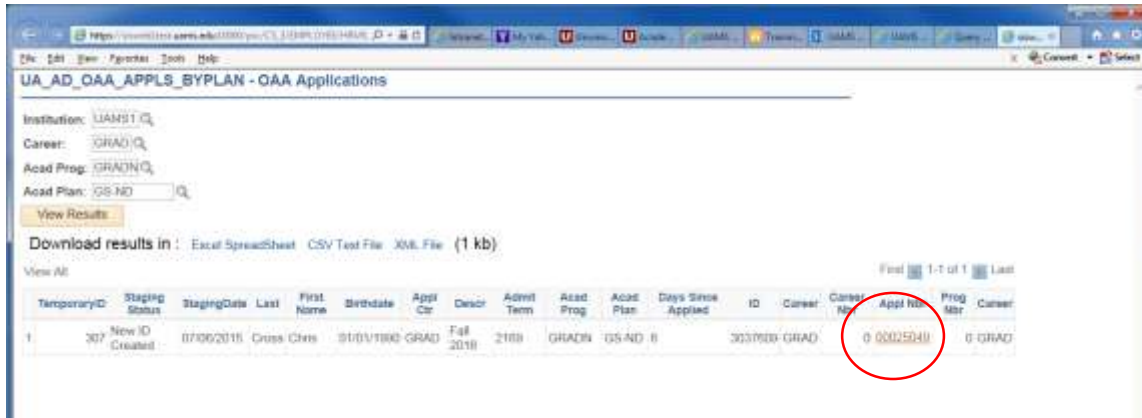 File Edit View Favorites Tools Help
Convert Select
UA_AD_OAA_APPLS_BYPLAN - OAA Applications
Institution: UAMS1
Career: GRAD
Acad Prog: GRADN
Acad Plan: GS-ND
View Results
Download results in : Excel SpreadSheet CSV Text File XML File (1 kb)
View All First 1-1 of 1 Last
TemporaryID Staging Status StagingDate Last First Name Birthdate Appl Ctr Descr Admit Term Acad Prog Acad Plan Days Since Applied ID Career Career Nbr Appl Nbr Prog Nbr Career
1 307 New ID Created 07/06/2015 Cross Chris 01/01/1990 GRAD Fall GRADN GS-ND 6 GRAD 0 00025049 0 GRAD